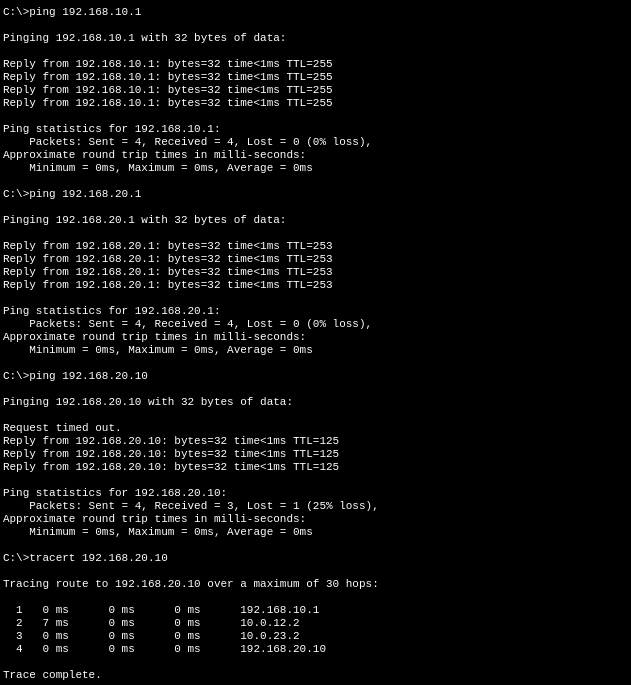 C:\>ping 192.168.10.1
Pinging 192.168.10.1 with 32 bytes of data:
Reply from 192.168.10.1: bytes=32 time<1ms TTL=255
Reply from 192.168.10.1: bytes=32 time<1ms TTL=255
Reply from 192.168.10.1: bytes=32 time<1ms TTL=255
Reply from 192.168.10.1: bytes=32 time<1ms TTL=255
Ping statistics for 192.168.10.1:
    Packets: Sent = 4, Received = 4, Lost = 0 (0% loss),
Approximate round trip times in milli-seconds:
    Minimum = 0ms, Maximum = 0ms, Average = 0ms
C:\>ping 192.168.20.1
Pinging 192.168.20.1 with 32 bytes of data:
Reply from 192.168.20.1: bytes=32 time<1ms TTL=253
Reply from 192.168.20.1: bytes=32 time<1ms TTL=253
Reply from 192.168.20.1: bytes=32 time<1ms TTL=253
Reply from 192.168.20.1: bytes=32 time<1ms TTL=253
Ping statistics for 192.168.20.1:
    Packets: Sent = 4, Received = 4, Lost = 0 (0% loss),
Approximate round trip times in milli-seconds:
    Minimum = 0ms, Maximum = 0ms, Average = 0ms
C:\>ping 192.168.20.10
Pinging 192.168.20.10 with 32 bytes of data:
Request timed out.
Reply from 192.168.20.10: bytes=32 time<1ms TTL=125
Reply from 192.168.20.10: bytes=32 time<1ms TTL=125
Reply from 192.168.20.10: bytes=32 time<1ms TTL=125
Ping statistics for 192.168.20.10:
    Packets: Sent = 4, Received = 3, Lost = 1 (25% loss),
Approximate round trip times in milli-seconds:
    Minimum = 0ms, Maximum = 0ms, Average = 0ms
C:\>tracert 192.168.20.10
Tracing route to 192.168.20.10 over a maximum of 30 hops:
  1   0 ms      0 ms      0 ms      192.168.10.1
  2   7 ms      0 ms      0 ms      10.0.12.2
  3   0 ms      0 ms      0 ms      10.0.23.2
  4   0 ms      0 ms      0 ms      192.168.20.10
Trace complete.